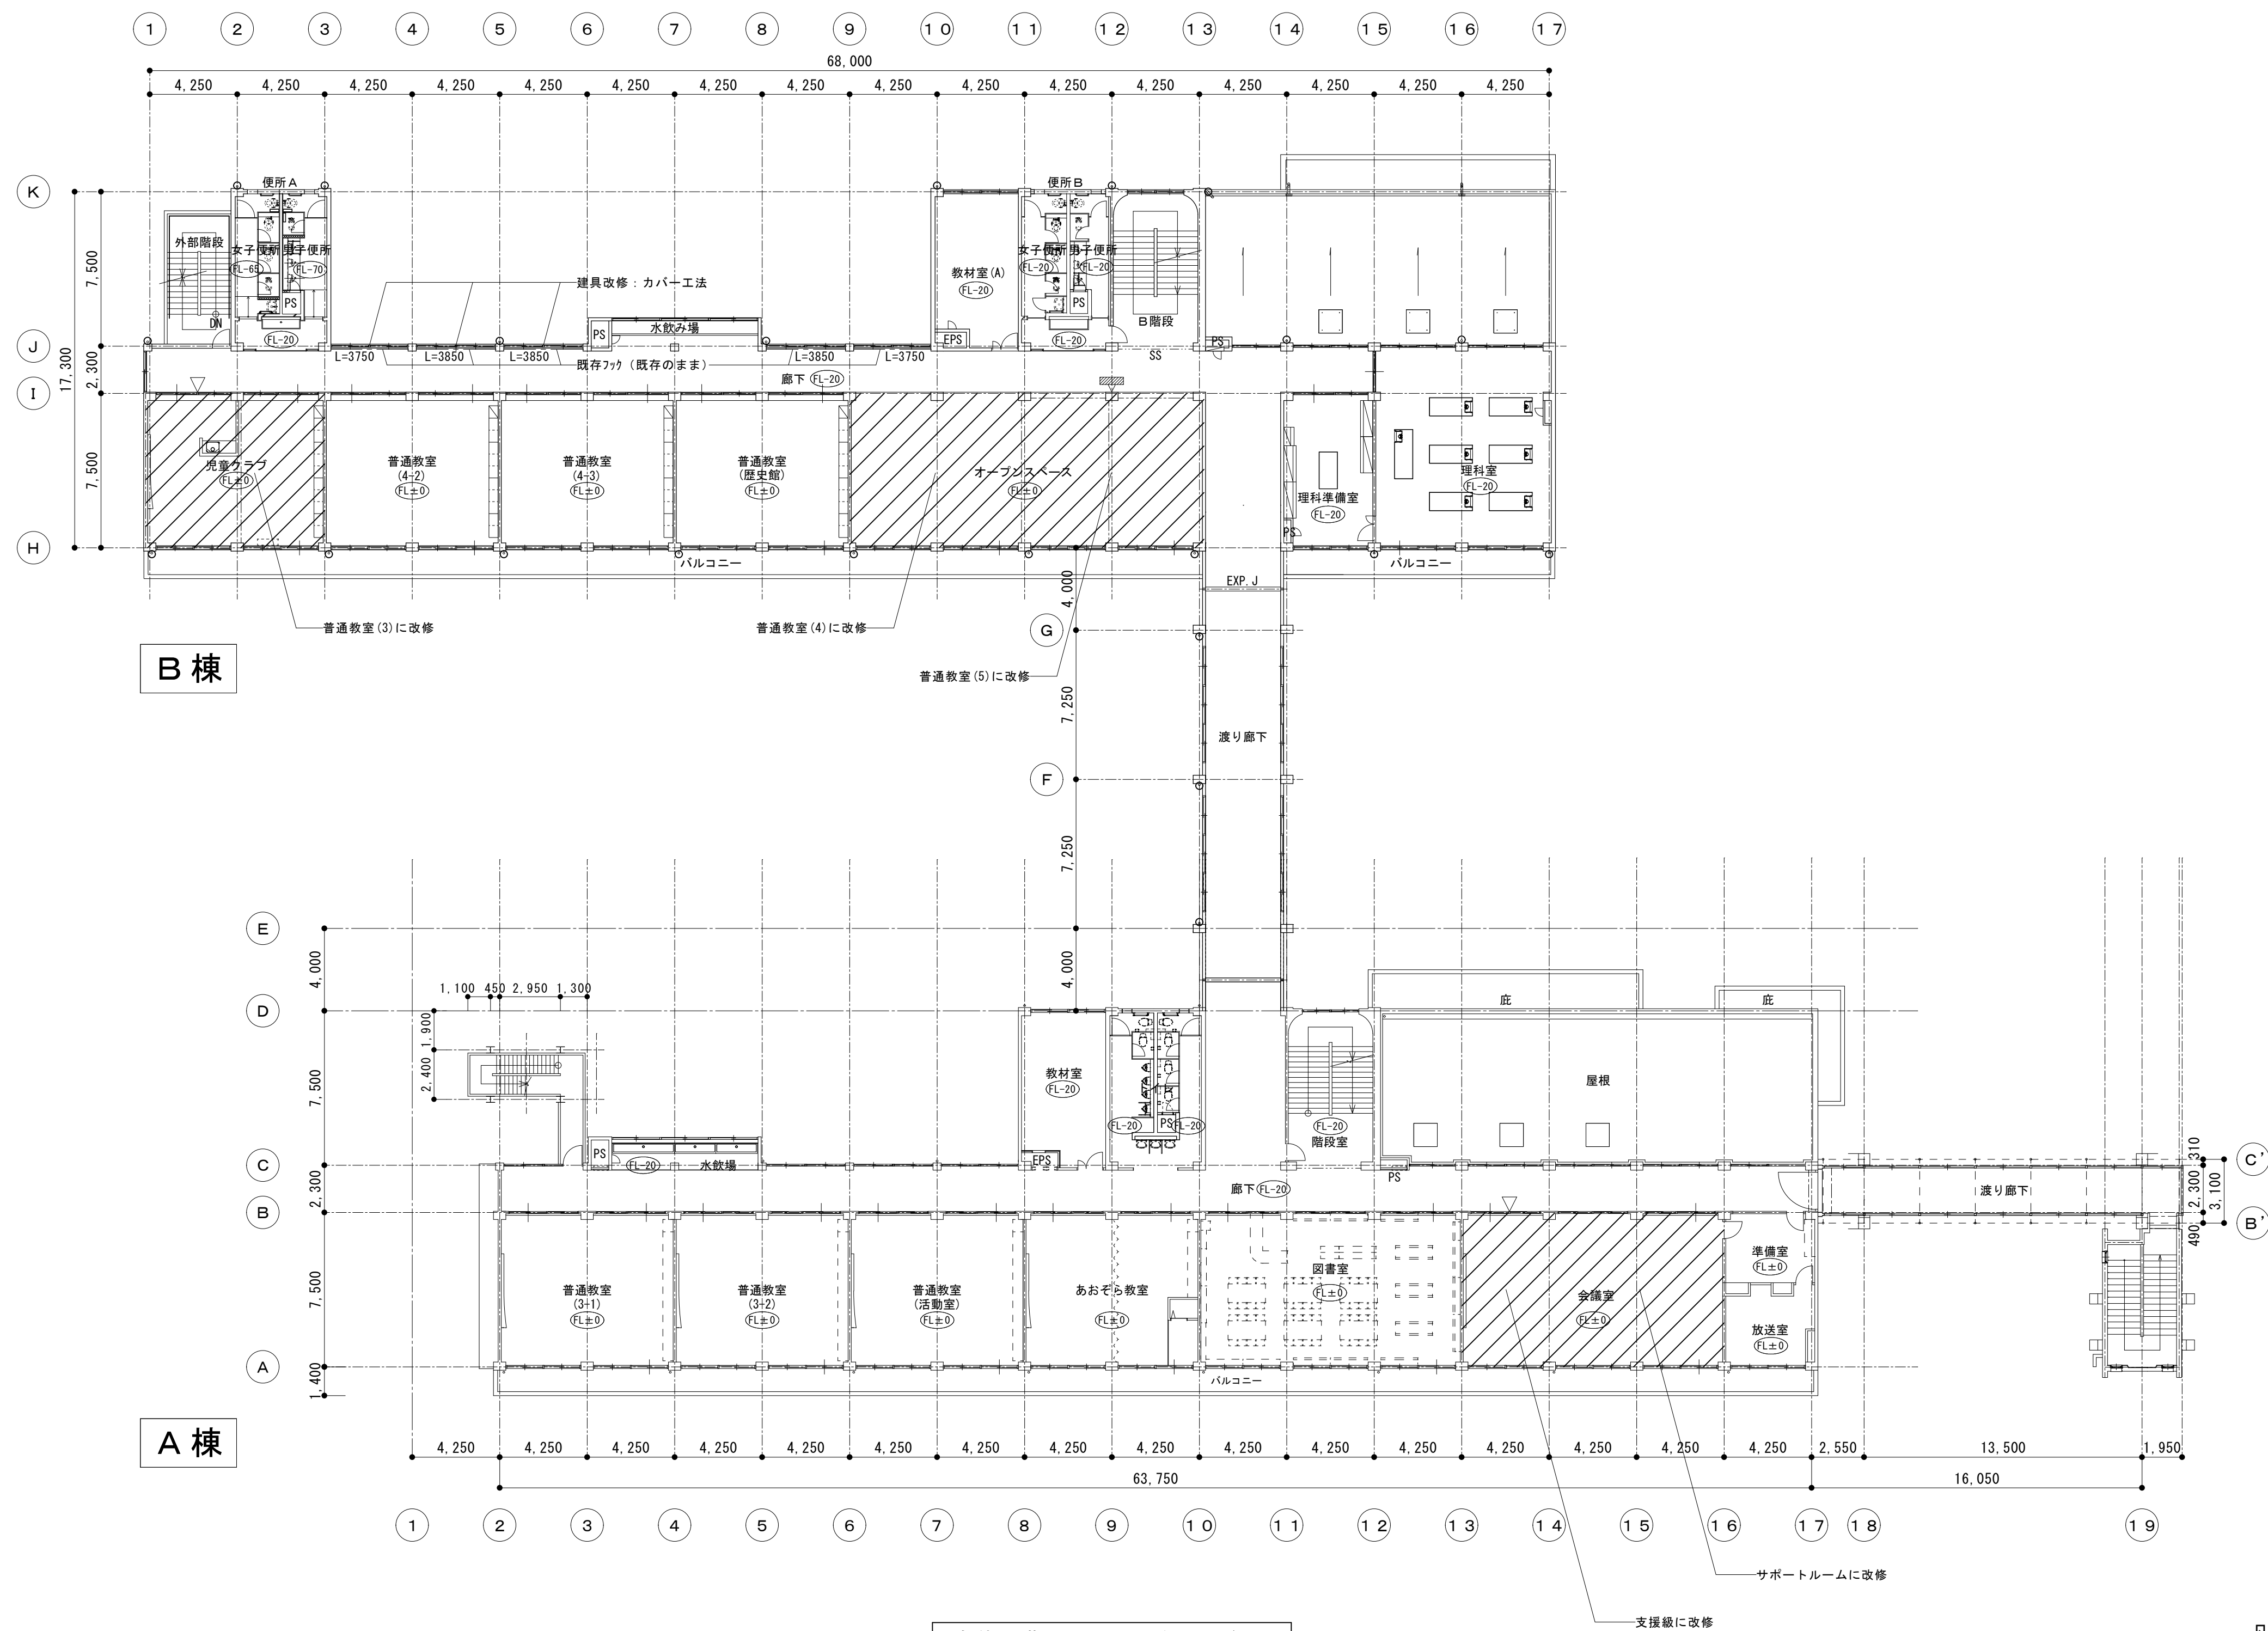 １ ２ ３ ４ ５ ６ ７ ８ ９ １０ １１ １２ １３ １４ １５ １６ １７
68,000
4,250 4,250 4,250 4,250 4,250 4,250 4,250 4,250 4,250 4,250 4,250 4,250 4,250 4,250 4,250 4,250
K
J
I
H
17,300
7,500
2,300
7,500
便所Ａ
外部階段
女子便所
男子便所
FL-65
FL-70
PS
DN
FL-20
建具改修：カバー工法
PS
水飲み場
L=3750 L=3850 L=3850 L=3850 L=3750
既存フック（既存のまま）
廊下 FL-20
教材室(A)
FL-20
EPS
便所Ｂ
女子便所
男子便所
FL-20
FL-20
PS
FL-20
Ｂ階段
SS
PS
児童クラブ
FL±0
普通教室
(4-2)
FL±0
普通教室
(4-3)
FL±0
普通教室
(歴史館)
FL±0
オープンスペース
FL±0
理科準備室
FL-20
PS
理科室
FL-20
バルコニー
バルコニー
EXP.J
普通教室(3)に改修
普通教室(4)に改修
普通教室(5)に改修
Ｂ棟
G
F
4,000
7,250
7,250
4,000
渡り廊下
E
D
C
B
A
4,000
7,500
2,300
7,500
1,400
1,100 450 2,950 1,300
1,900
2,400
PS
FL-20
水飲場
教材室
FL-20
EPS
FL-20
PS
FL-20
FL-20
階段室
庇
庇
屋根
PS
廊下 FL-20
渡り廊下
C'
B'
310
2,300
3,100
490
普通教室
(3-1)
FL±0
普通教室
(3-2)
FL±0
普通教室
(活動室)
FL±0
あおぞら教室
FL±0
図書室
FL±0
会議室
FL±0
準備室
FL±0
放送室
FL±0
バルコニー
Ａ棟
4,250 4,250 4,250 4,250 4,250 4,250 4,250 4,250 4,250 4,250 4,250 4,250 4,250 4,250 4,250 4,250 2,550 13,500 1,950
63,750 16,050
１ ２ ３ ４ ５ ６ ７ ８ ９ １０ １１ １２ １３ １４ １５ １６ １７ １８ １９
サポートルームに改修
支援級に改修